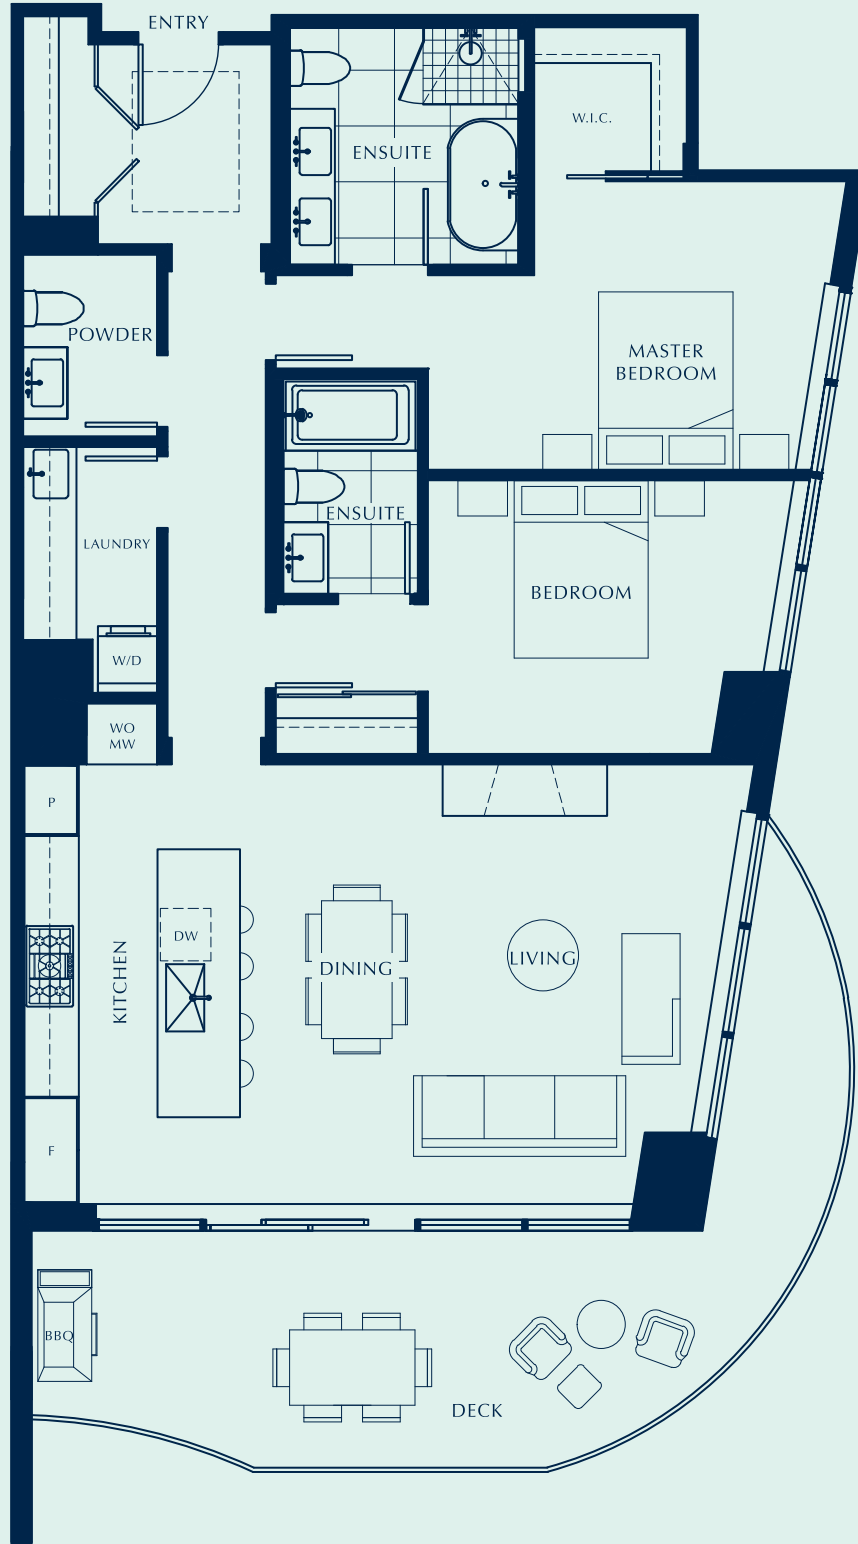 ENTRY
W.I.C.
ENSUITE
POWDER
MASTER
BEDROOM
ENSUITE
LAUNDRY
BEDROOM
W/D
WO
MW
P
DW
KITCHEN
DINING
LIVING
F
BBQ
DECK